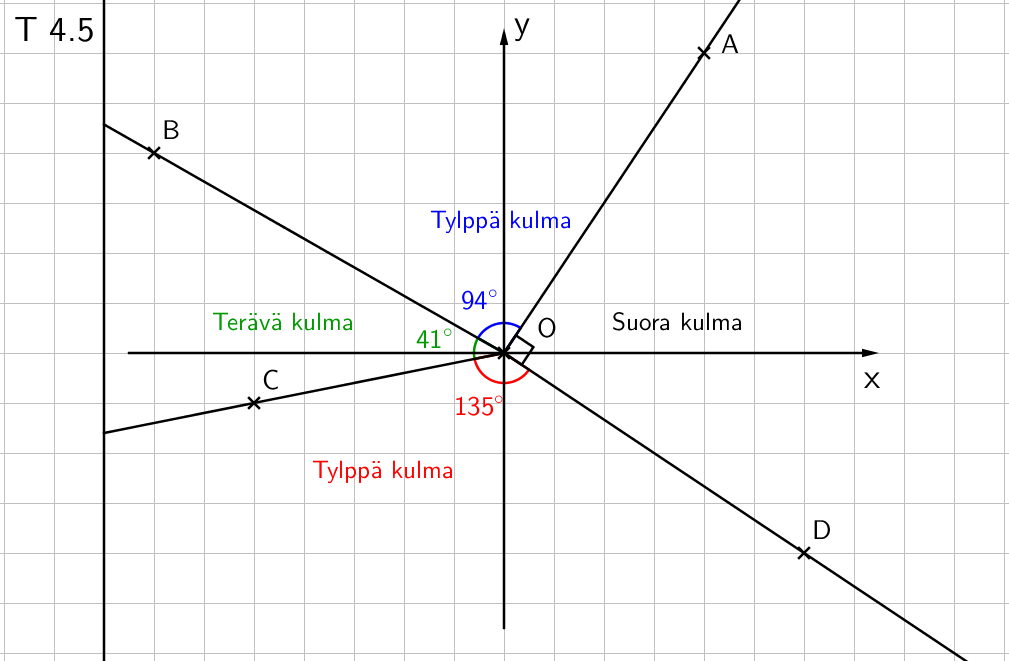 T 4.5
y
A
B
Tylppä kulma
94°
Terävä kulma
41°
O
Suora kulma
C
x
135°
Tylppä kulma
D